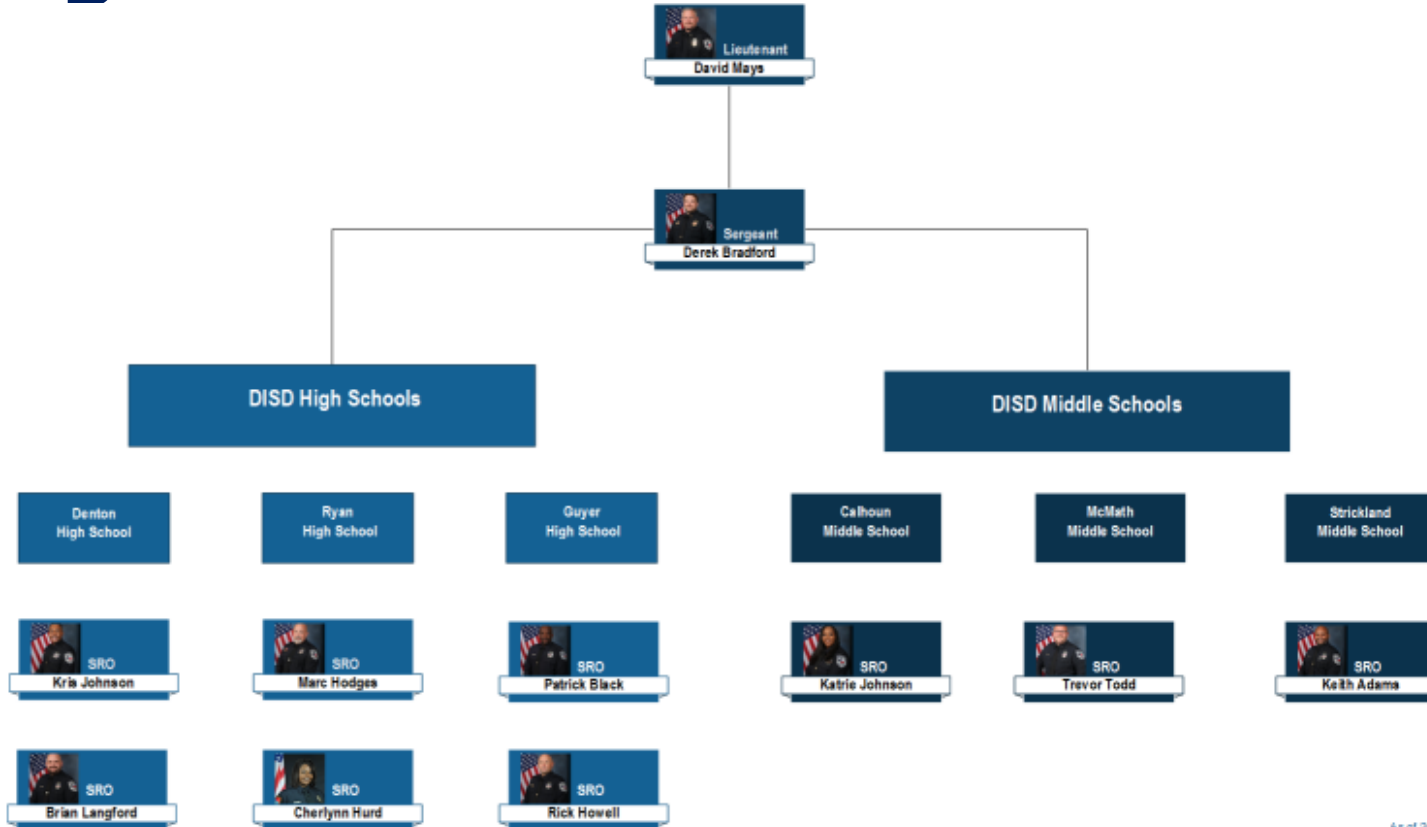 Lieutenant
David Mays
Sergeant
Derek Bradford
DISD High Schools
DISD Middle Schools
Denton
High School
Ryan
High School
Guyer
High School
Calhoun
Middle School
McMath
Middle School
Strickland
Middle School
SRO
Kris Johnson
SRO
Marc Hodges
SRO
Patrick Black
SRO
Katrie Johnson
SRO
Trevor Todd
SRO
Keith Adams
SRO
Brian Langford
SRO
Cherlynn Hurd
SRO
Rick Howell